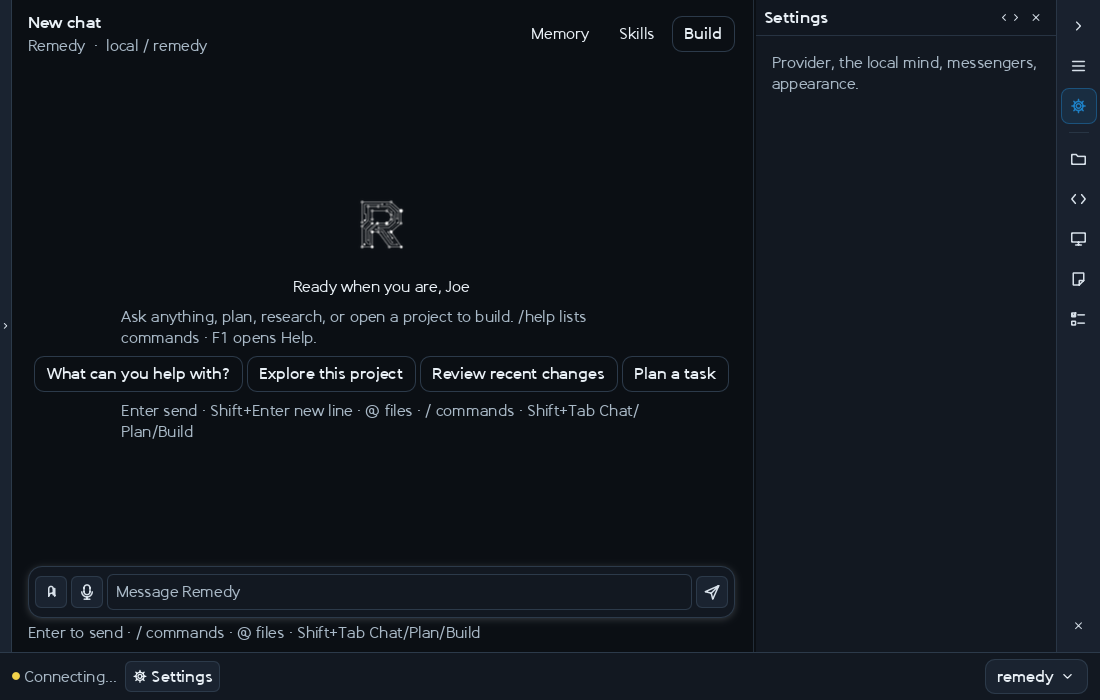 New chat
Remedy · local / remedy
Memory
Skills
Build
Settings
Provider, the local mind, messengers,
appearance.
Ready when you are, Joe
Ask anything, plan, research, or open a project to build. /help lists
commands · F1 opens Help.
What can you help with?
Explore this project
Review recent changes
Plan a task
Enter send · Shift+Enter new line · @ files · / commands · Shift+Tab Chat/
Plan/Build
Message Remedy
Enter to send · / commands · @ files · Shift+Tab Chat/Plan/Build
Connecting...
Settings
remedy